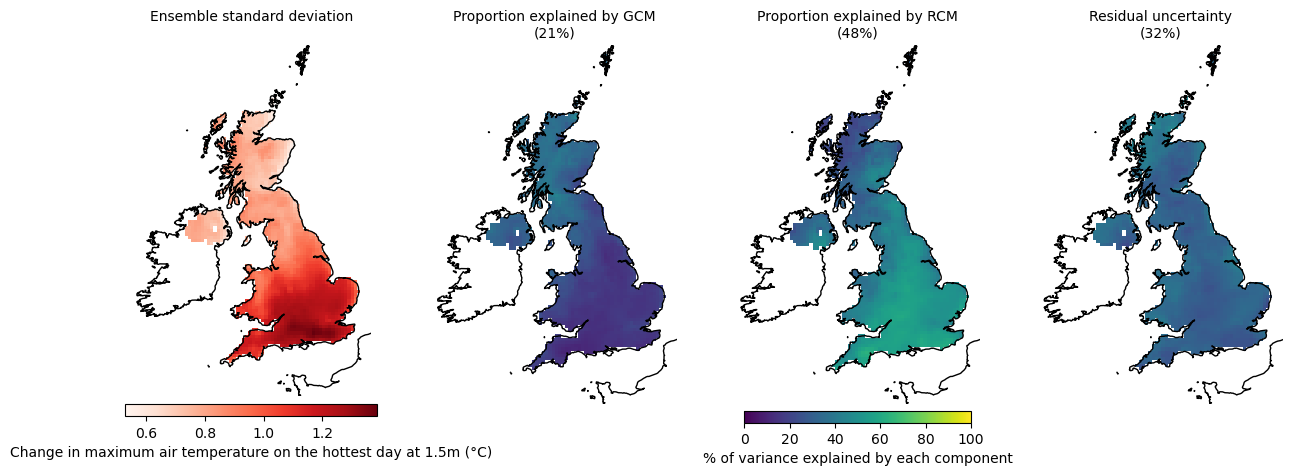 Ensemble standard deviation
Proportion explained by GCM
(21%)
Proportion explained by RCM
(48%)
Residual uncertainty
(32%)
0.6 0.8 1.0 1.2
Change in maximum air temperature on the hottest day at 1.5m (°C)
0 20 40 60 80 100
% of variance explained by each component